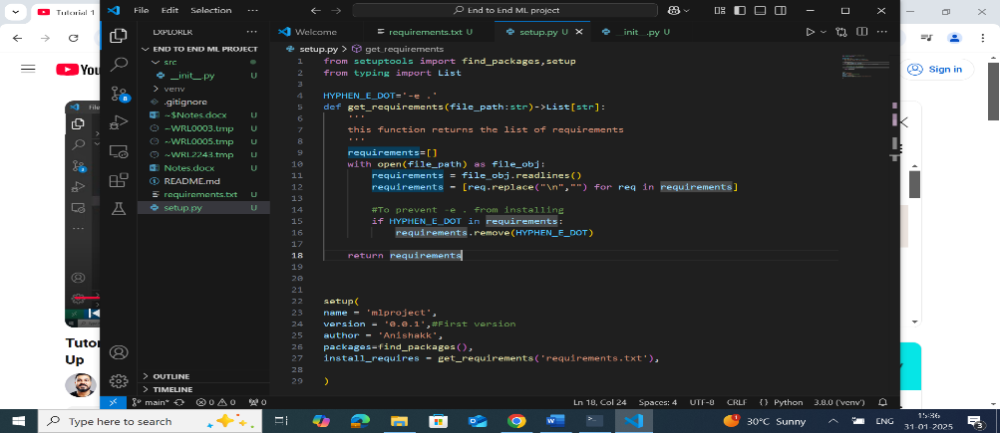 Tutorial 1
File Edit Selection ...
End to End ML project
EXPLORER ...
END TO END ML PROJECT
src
__init__.py U
venv
.gitignore
~$Notes.docx U
~WRL0003.tmp U
~WRL0005.tmp U
~WRL2243.tmp U
Notes.docx U
README.md
requirements.txt U
setup.py U
OUTLINE
TIMELINE
8
Welcome
requirements.txt U
setup.py U
__init__.py U
setup.py > get_requirements
1 from setuptools import find_packages,setup
2 from typing import List
3
4 HYPHEN_E_DOT='-e .'
5 def get_requirements(file_path:str)->List[str]:
6 '''
7 this function returns the list of requirements
8 '''
9 requirements=[]
10 with open(file_path) as file_obj:
11 requirements = file_obj.readlines()
12 requirements = [req.replace("\n","") for req in requirements]
13
14 #To prevent -e . from installing
15 if HYPHEN_E_DOT in requirements:
16 requirements.remove(HYPHEN_E_DOT)
17
18 return requirements
19
20
21
22 setup(
23 name = 'mlproject',
24 version = '0.0.1',#First version
25 author = 'Anishakk',
26 packages=find_packages(),
27 install_requires = get_requirements('requirements.txt'),
28
29 )
You
Sign in
File
Tutor
Up
main* 0 0 0
Ln 18, Col 24 Spaces: 4 UTF-8 CRLF {} Python 3.8.0 ('venv')
Type here to search
30°C Sunny
ENG
15:36
31-01-2025
3